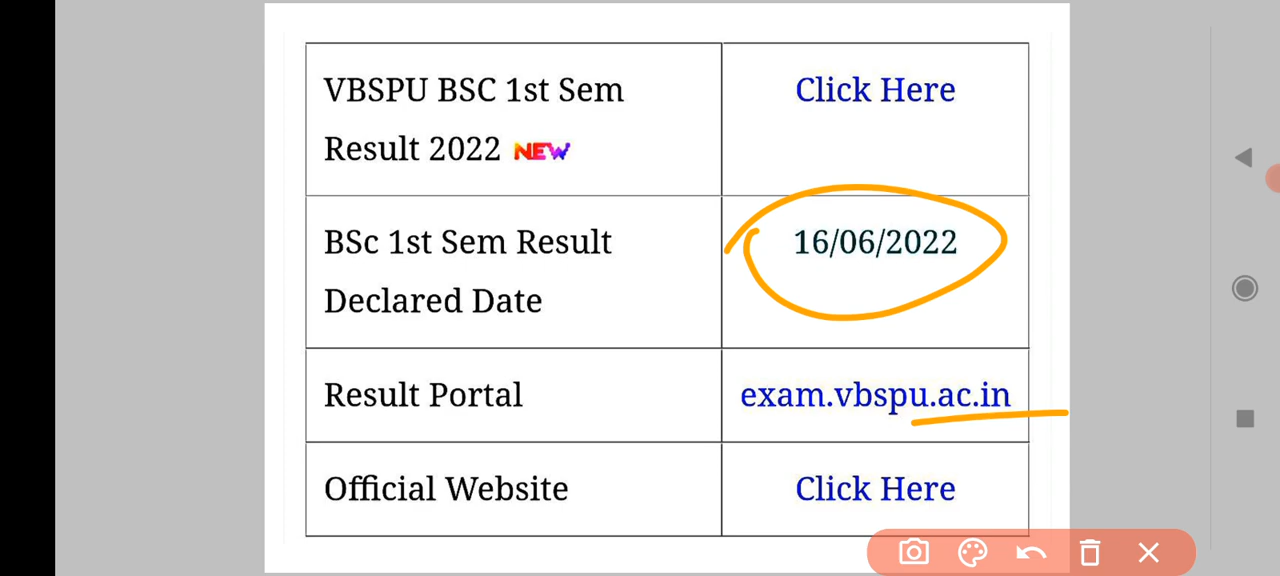 VBSPU BSC 1st Sem
Result 2022 NEW
Click Here
BSc 1st Sem Result
Declared Date
16/06/2022
Result Portal
exam.vbspu.ac.in
Official Website
Click Here